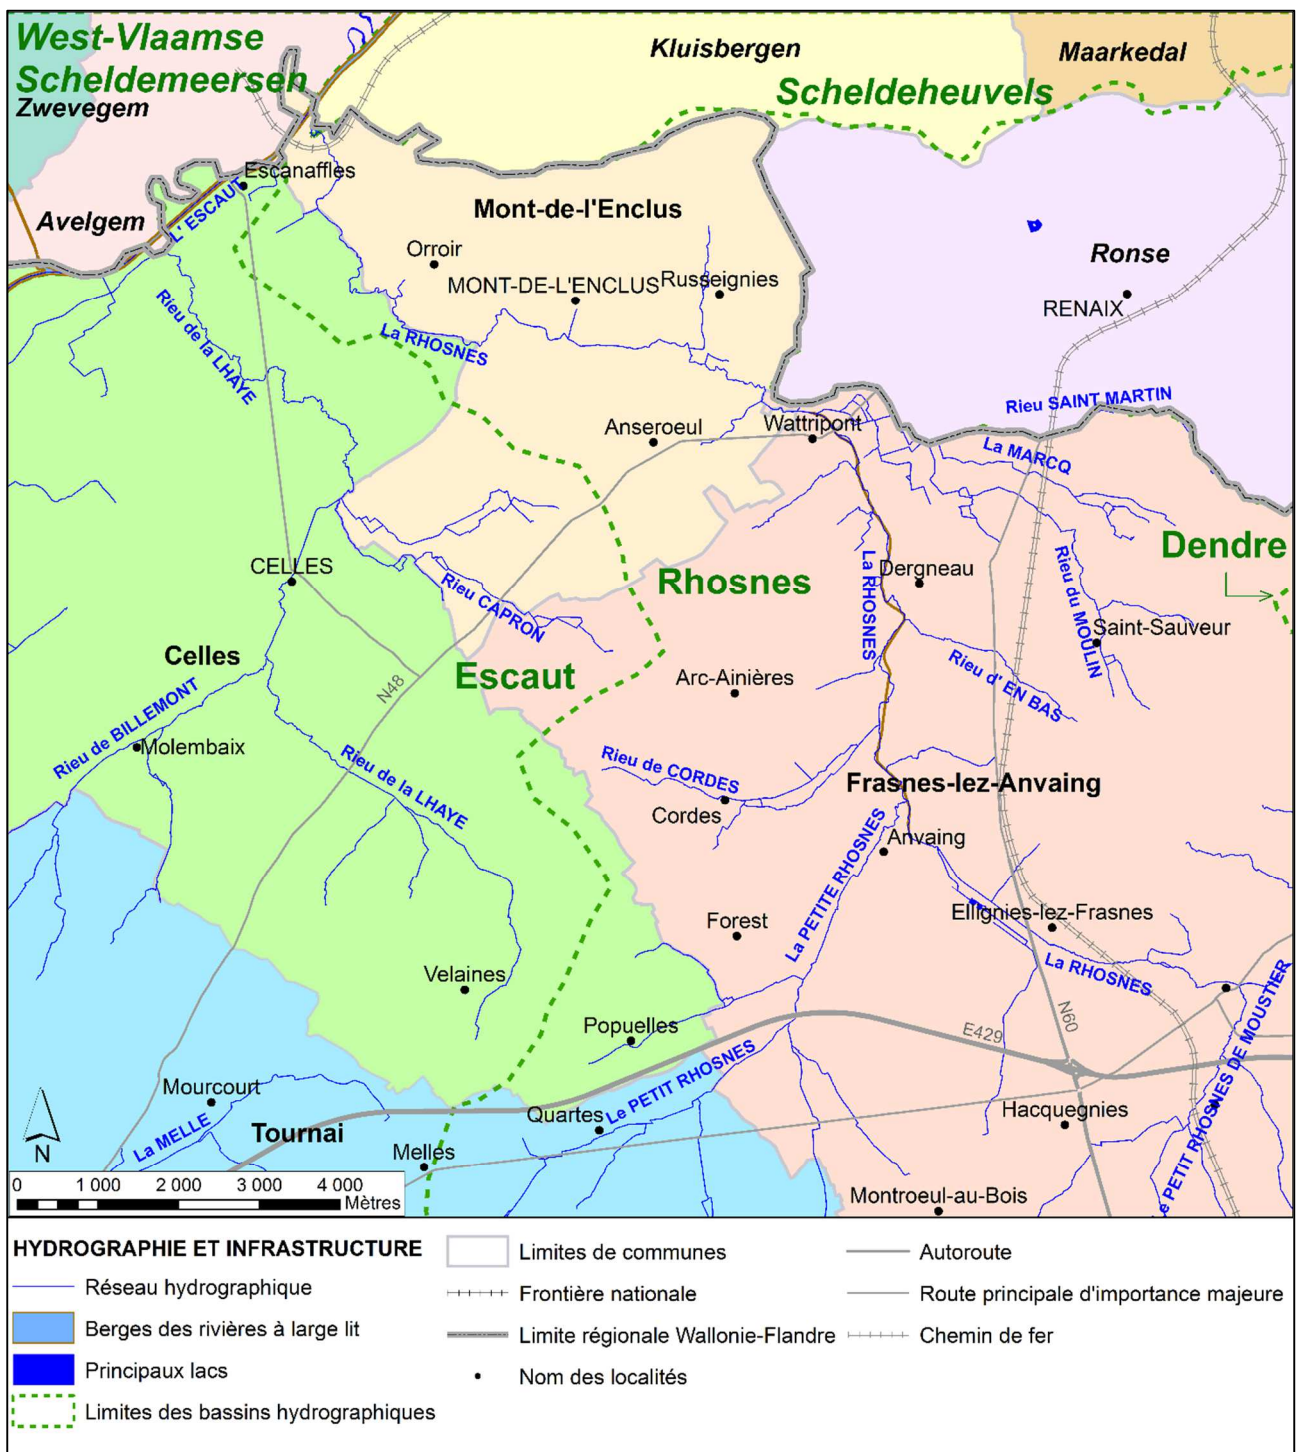 West-Vlaamse
Scheldemeersen
Zwevegem
Kluisbergen
Maarkedal
Scheldeheuvels
Escanaffles
Avelgem
L' ESCAUT
Mont-de-l'Enclus
Orroir
MONT-DE-L'ENCLUS
Russeignies
Ronse
RENAIX
Rieu de la LHAYE
La RHOSNES
Rieu SAINT MARTIN
Anseroeul
Wattripont
La MARCQ
Dendre
CELLES
Rieu CAPRON
Rhosnes
La RHOSNES
Dergneau
Rieu du MOULIN
Saint-Sauveur
Celles
Escaut
N48
Arc-Ainières
Rieu d' EN BAS
Rieu de BILLEMONT
Molembaix
Rieu de la LHAYE
Rieu de CORDES
Cordes
Frasnes-lez-Anvaing
Anvaing
La PETITE RHOSNES
Forest
Ellignies-lez-Frasnes
Velaines
La RHOSNES
Popuelles
E429
N60
Le PETIT RHOSNES
Mourcourt
La MELLE
Tournai
Quartes
Melles
Hacquegnies
e PETIT RHOSNES DE MOUSTIER
Montroeul-au-Bois
N
0 1 000 2 000 3 000 4 000
Mètres
HYDROGRAPHIE ET INFRASTRUCTURE
Réseau hydrographique
Berges des rivières à large lit
Principaux lacs
Limites des bassins hydrographiques
Limites de communes
Frontière nationale
Limite régionale Wallonie-Flandre
Nom des localités
Autoroute
Route principale d'importance majeure
Chemin de fer